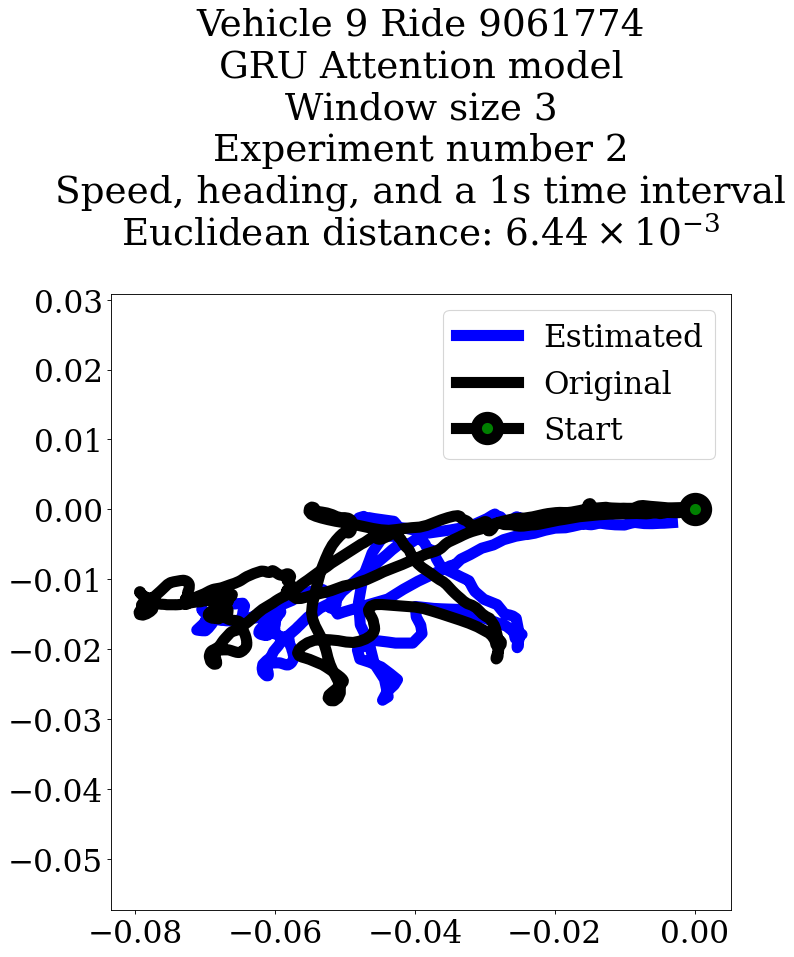 Vehicle 9 Ride 9061774
GRU Attention model
Window size 3
Experiment number 2
Speed, heading, and a 1s time interval
Euclidean distance: 6.44 × 10⁻³
Estimated
Original
Start
0.03
0.02
0.01
0.00
−0.01
−0.02
−0.03
−0.04
−0.05
−0.08 −0.06 −0.04 −0.02 0.00